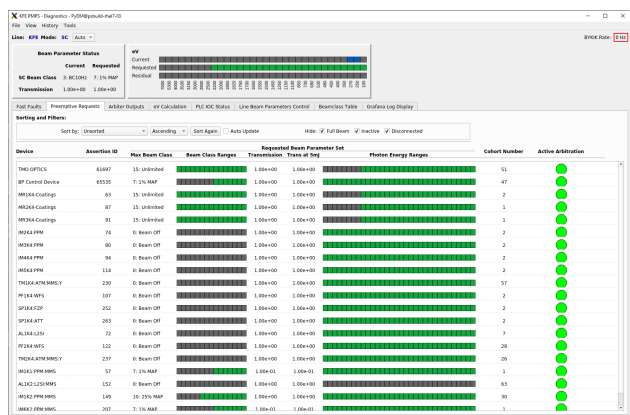 KFE PMPS - Diagnostics - PyDM@psbuild-rhel7-03
File View History Tools
Line: KFE Mode: SC Auto
BYKIK Rate: 0 Hz
Beam Parameter Status
Current Requested
SC Beam Class 3: BC10Hz 7: 1% MAP
Transmission 1.00e+00 1.00e+00
eV
Current
Requested
Residual
Fast Faults Preemptive Requests Arbiter Outputs eV Calculation PLC IOC Status Line Beam Parameters Control Beamclass Table Grafana Log Display
Sorting and Filters:
Sort by: Unsorted Ascending Sort Again Auto Update Hide: Full Beam Inactive Disconnected
Requested Beam Parameter Set
Device Assertion ID Max Beam Class Beam Class Ranges Transmission Trans at 5mJ Photon Energy Ranges Cohort Number Active Arbitration
TMO OPTICS 61697 15: Unlimited 1.00e+00 1.00e+00 51
BP Control Device 65535 7: 1% MAP 1.00e+00 1.00e+00 47
MR1K4-Coatings 63 15: Unlimited 1.00e+00 1.00e+00 2
MR2K4-Coatings 87 15: Unlimited 1.00e+00 1.00e+00 1
MR3K4-Coatings 91 15: Unlimited 1.00e+00 1.00e+00 1
IM2K4:PPM 74 0: Beam Off 1.00e+00 1.00e+00 2
IM3K4:PPM 80 0: Beam Off 1.00e+00 1.00e+00 2
IM4K4:PPM 94 0: Beam Off 1.00e+00 1.00e+00 2
IM5K4:PPM 114 0: Beam Off 1.00e+00 1.00e+00 2
TM1K4:ATM:MMS:Y 230 0: Beam Off 1.00e+00 1.00e+00 57
PF1K4:WFS 107 0: Beam Off 1.00e+00 1.00e+00 2
SP1K4:FZP 252 0: Beam Off 1.00e+00 1.00e+00 2
SP1K4:ATT 263 0: Beam Off 1.00e+00 1.00e+00 2
AL1K4:L2SI 72 0: Beam Off 1.00e+00 1.00e+00 7
PF2K4:WFS 122 0: Beam Off 1.00e+00 1.00e+00 28
TM2K4:ATM:MMS:Y 237 0: Beam Off 1.00e+00 1.00e+00 26
IM1K1:PPM:MMS 57 7: 1% MAP 1.00e-01 1.00e-01 1
AL1K2:L2SI:MMS 152 0: Beam Off 1.00e+00 1.00e+00 63
IM1K2:PPM:MMS 149 10: 25% MAP 1.00e-01 1.00e+00 30
IM6K2:PPM:MMS 207 7: 1% MAP 1.00e-01 1.00e-01 1